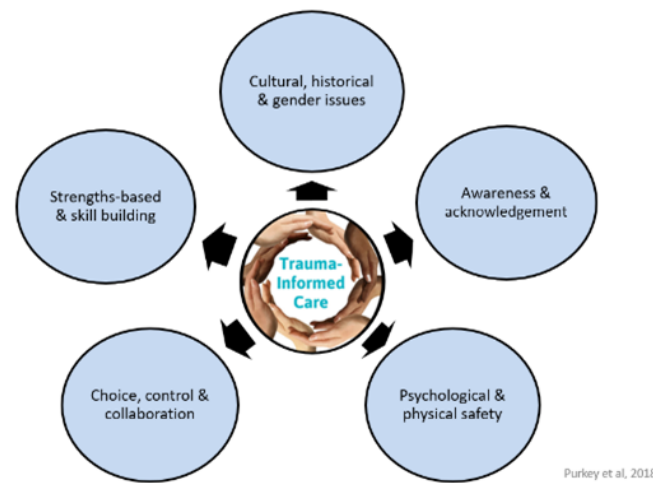 Cultural, historical
& gender issues
Strengths-based
& skill building
Awareness &
acknowledgement
Trauma-
Informed
Care
Choice, control &
collaboration
Psychological &
physical safety
Purkey et al, 2018